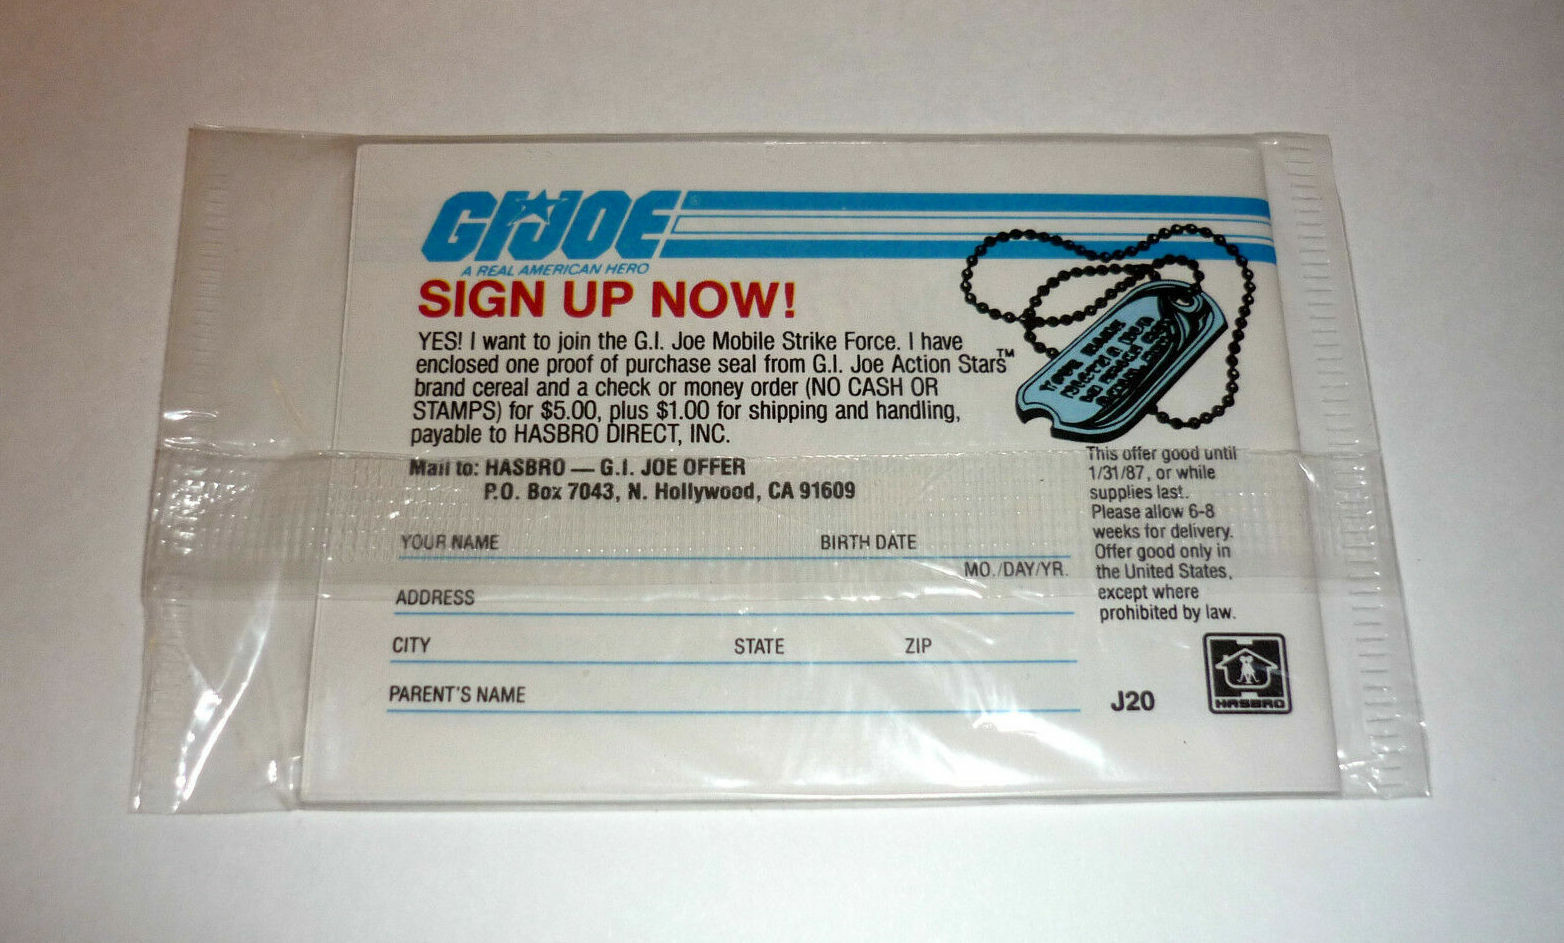 G.I. JOE®
A REAL AMERICAN HERO
SIGN UP NOW!
YES! I want to join the G.I. Joe Mobile Strike Force. I have
enclosed one proof of purchase seal from G.I. Joe Action Stars™
brand cereal and a check or money order (NO CASH OR
STAMPS) for $5.00, plus $1.00 for shipping and handling,
payable to HASBRO DIRECT, INC.
Mail to: HASBRO — G.I. JOE OFFER
P.O. Box 7043, N. Hollywood, CA 91609
YOUR NAME BIRTH DATE
MO./DAY/YR.
ADDRESS
CITY STATE ZIP
PARENT'S NAME
YOUR NAME
This offer good until
1/31/87, or while
supplies last.
Please allow 6-8
weeks for delivery.
Offer good only in
the United States,
except where
prohibited by law.
J20
HASBRO